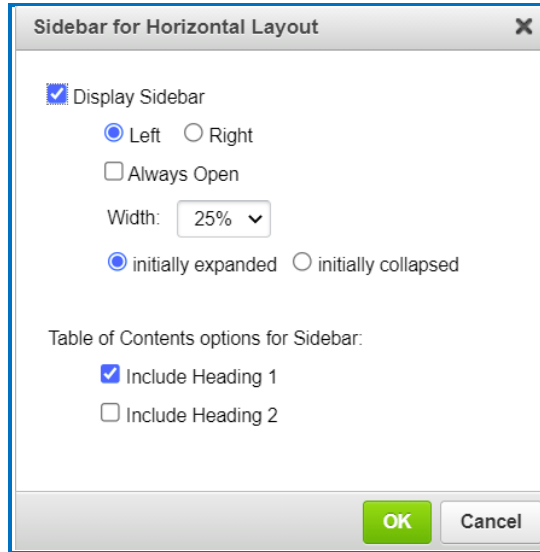 Sidebar for Horizontal Layout
Display Sidebar
Left Right
Always Open
Width: 25%
initially expanded initially collapsed
Table of Contents options for Sidebar:
Include Heading 1
Include Heading 2
OK Cancel